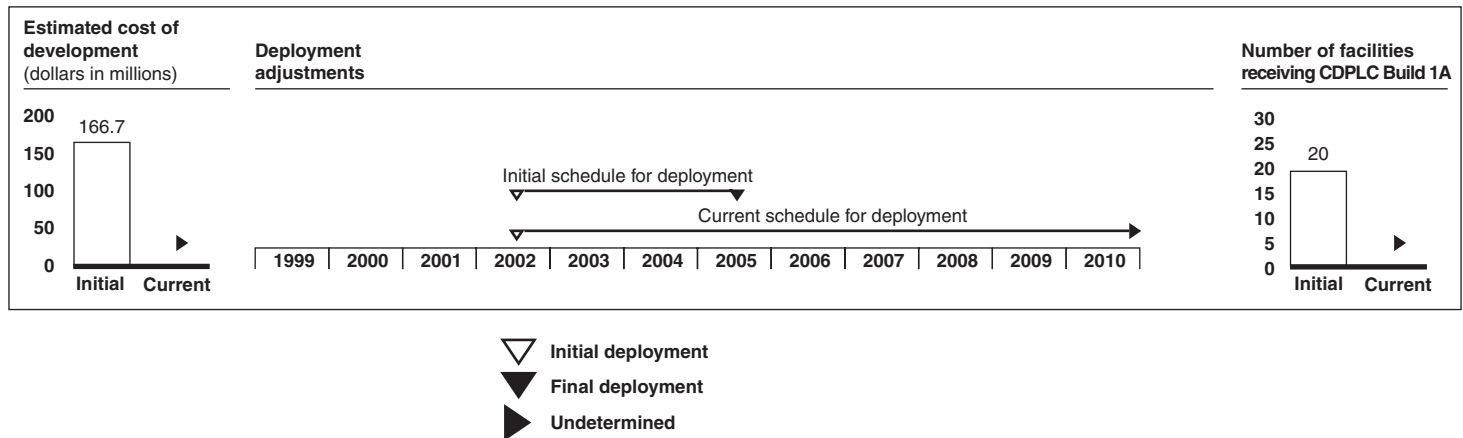 Estimated cost of
development
(dollars in millions)
200
150
100
50
0
166.7
Initial Current
Deployment
adjustments
Initial schedule for deployment
Current schedule for deployment
1999 2000 2001 2002 2003 2004 2005 2006 2007 2008 2009 2010
Number of facilities
receiving CDPLC Build 1A
30
25
20
15
10
5
0
20
Initial Current
Initial deployment
Final deployment
Undetermined